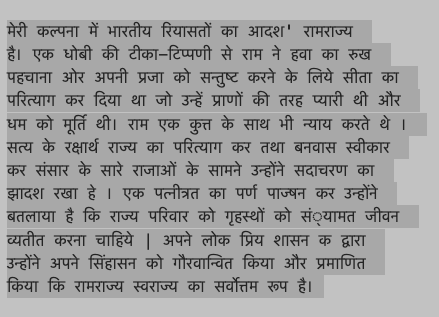 मेरी कल्पना में भारतीय रियासतों का आदश' रामराज्य
है। एक धोबी की टीका–टिप्पणी से राम ने हवा का रुख
पहचाना ओर अपनी प्रजा को सन्तुष्ट करने के लिये सीता का
परित्याग कर दिया था जो उन्हें प्राणों की तरह प्यारी थी और
धम को मूर्ति थी। राम एक कुत्त के साथ भी न्याय करते थे ।
सत्य के रक्षार्थ राज्य का परित्याग कर तथा बनवास स्वीकार
कर संसार के सारे राजाओं के सामने उन्होंने सदाचरण का
झादश रखा हे । एक पत्नीव्रत का पर्ण पाज्षन कर उन्होंने
बतलाया है कि राज्य परिवार को गृहस्थों को सं्यामत जीवन
व्यतीत करना चाहिये | अपने लोक प्रिय शासन क द्वारा
उन्होंने अपने सिंहासन को गौरवान्वित किया और प्रमाणित
किया कि रामराज्य स्वराज्य का सर्वोत्तम रूप है।